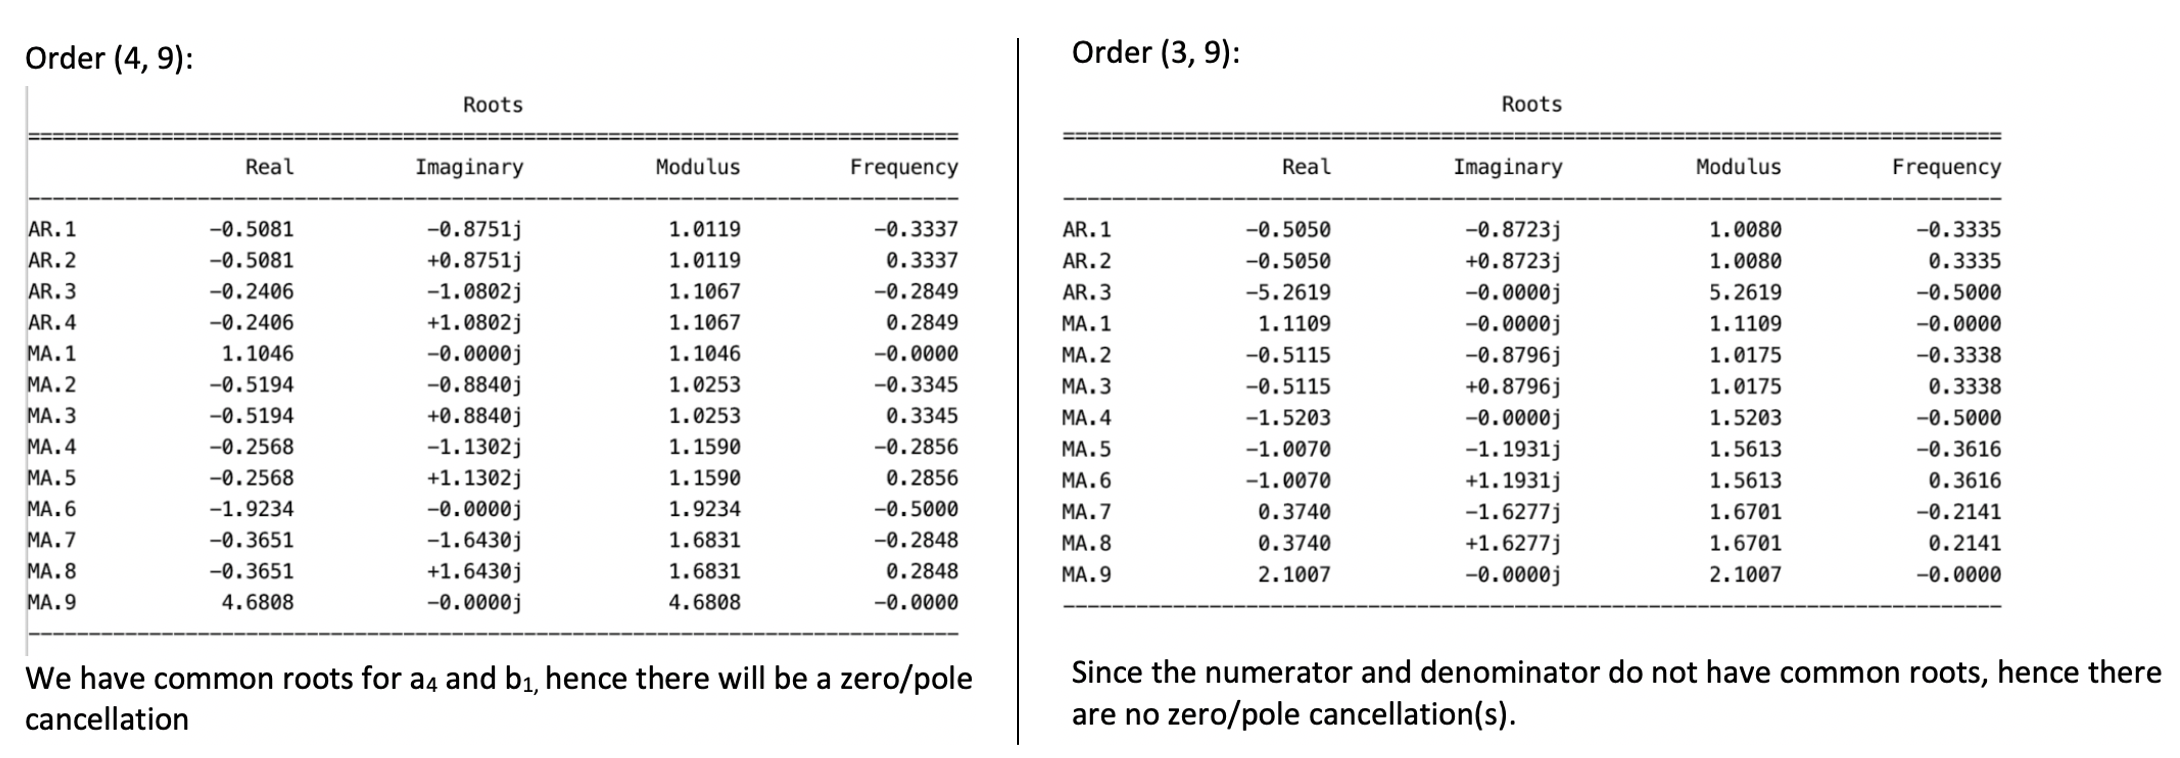 Order (4, 9):
Roots
==============================================================================
Real Imaginary Modulus Frequency
------------------------------------------------------------------------------
AR.1 -0.5081 -0.8751j 1.0119 -0.3337
AR.2 -0.5081 +0.8751j 1.0119 0.3337
AR.3 -0.2406 -1.0802j 1.1067 -0.2849
AR.4 -0.2406 +1.0802j 1.1067 0.2849
MA.1 1.1046 -0.0000j 1.1046 -0.0000
MA.2 -0.5194 -0.8840j 1.0253 -0.3345
MA.3 -0.5194 +0.8840j 1.0253 0.3345
MA.4 -0.2568 -1.1302j 1.1590 -0.2856
MA.5 -0.2568 +1.1302j 1.1590 0.2856
MA.6 -1.9234 -0.0000j 1.9234 -0.5000
MA.7 -0.3651 -1.6430j 1.6831 -0.2848
MA.8 -0.3651 +1.6430j 1.6831 0.2848
MA.9 4.6808 -0.0000j 4.6808 -0.0000
------------------------------------------------------------------------------
We have common roots for a₄ and b₁, hence there will be a zero/pole
cancellation
Order (3, 9):
Roots
==============================================================================
Real Imaginary Modulus Frequency
------------------------------------------------------------------------------
AR.1 -0.5050 -0.8723j 1.0080 -0.3335
AR.2 -0.5050 +0.8723j 1.0080 0.3335
AR.3 -5.2619 -0.0000j 5.2619 -0.5000
MA.1 1.1109 -0.0000j 1.1109 -0.0000
MA.2 -0.5115 -0.8796j 1.0175 -0.3338
MA.3 -0.5115 +0.8796j 1.0175 0.3338
MA.4 -1.5203 -0.0000j 1.5203 -0.5000
MA.5 -1.0070 -1.1931j 1.5613 -0.3616
MA.6 -1.0070 +1.1931j 1.5613 0.3616
MA.7 0.3740 -1.6277j 1.6701 -0.2141
MA.8 0.3740 +1.6277j 1.6701 0.2141
MA.9 2.1007 -0.0000j 2.1007 -0.0000
------------------------------------------------------------------------------
Since the numerator and denominator do not have common roots, hence there
are no zero/pole cancellation(s).